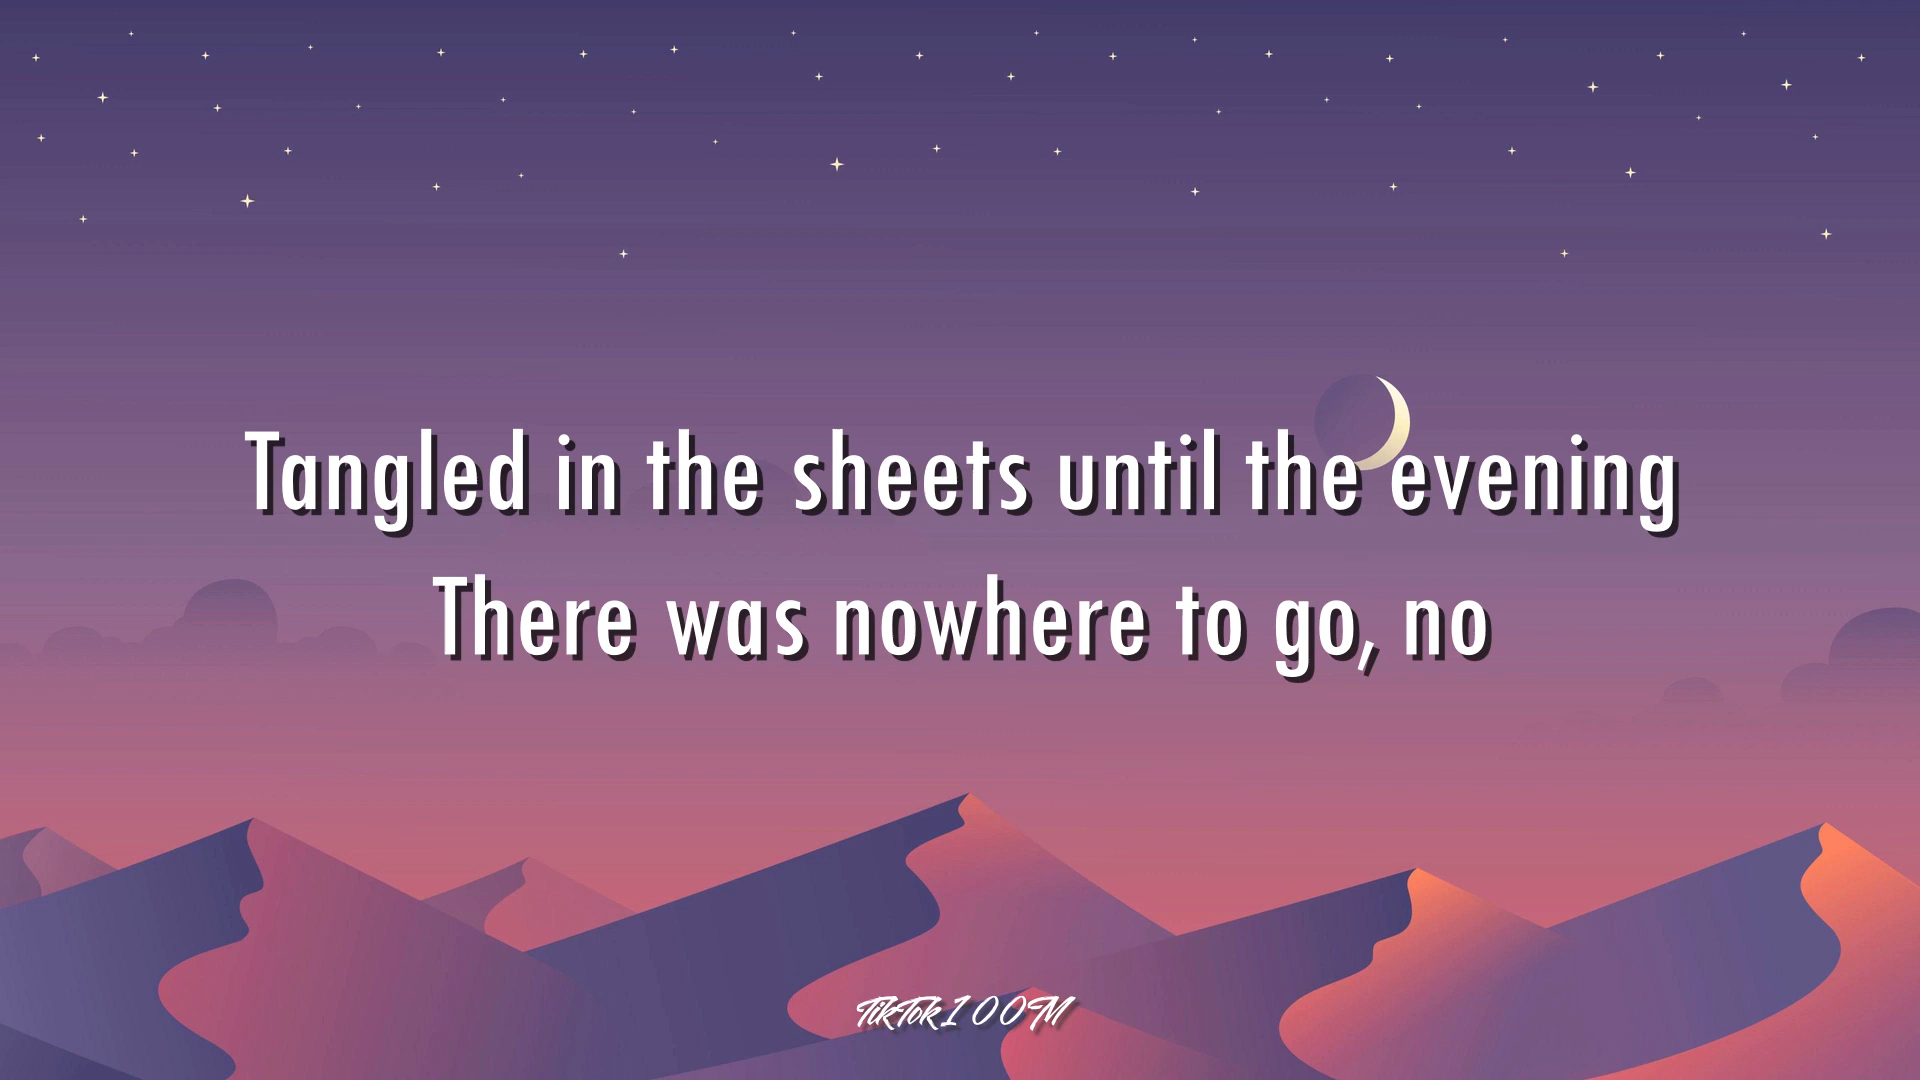 Tangled in the sheets until the evening
There was nowhere to go, no
TikTok100M